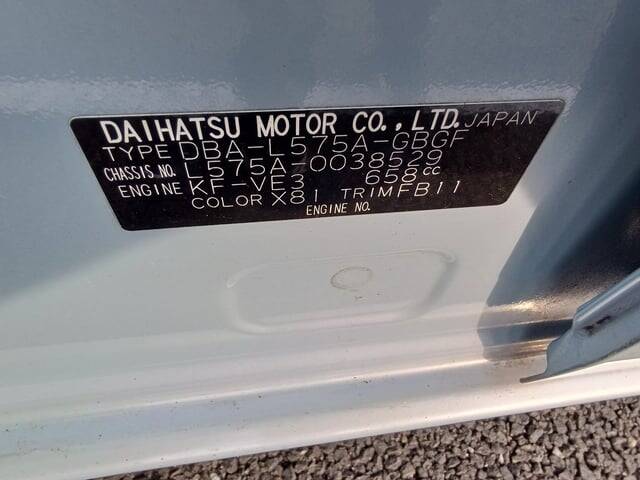 DAIHATSU MOTOR CO.,LTD. JAPAN
TYPE DBA-L575A-GBGF
CHASSIS NO. L575A-0038529
ENGINE KF-VE3 658cc
COLOR X81 TRIM FB11
ENGINE NO.